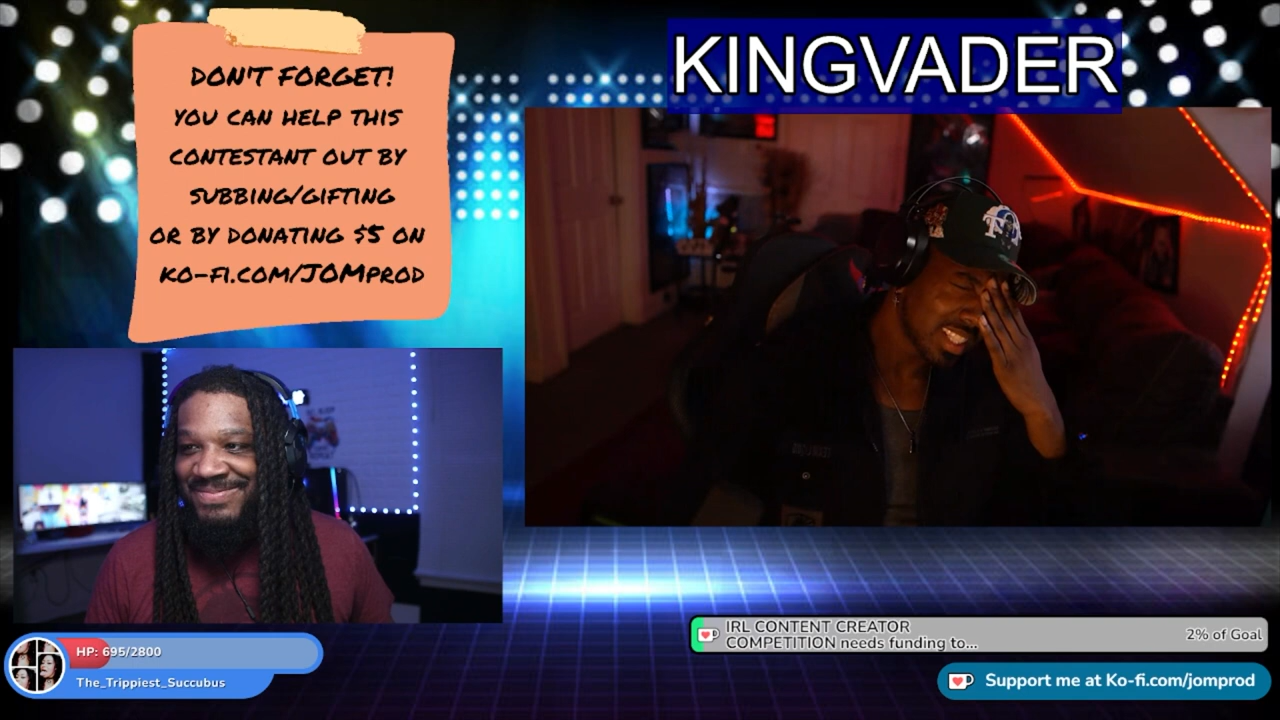 DON'T FORGET!
YOU CAN HELP THIS
CONTESTANT OUT BY
SUBBING/GIFTING
OR BY DONATING $5 ON
KO-FI.COM/JOMPROD
KINGVADER
HP: 695/2800
The_Trippiest_Succubus
IRL CONTENT CREATOR
COMPETITION needs funding to...
2% of Goal
Support me at Ko-fi.com/jomprod